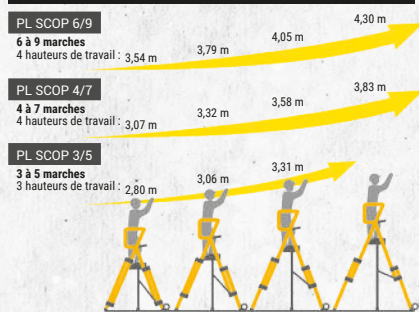 PL SCOP 6/9
6 à 9 marches
4 hauteurs de travail : 3,54 m 3,79 m 4,05 m 4,30 m
PL SCOP 4/7
4 à 7 marches
4 hauteurs de travail : 3,07 m 3,32 m 3,58 m 3,83 m
PL SCOP 3/5
3 à 5 marches
3 hauteurs de travail : 2,80 m 3,06 m 3,31 m